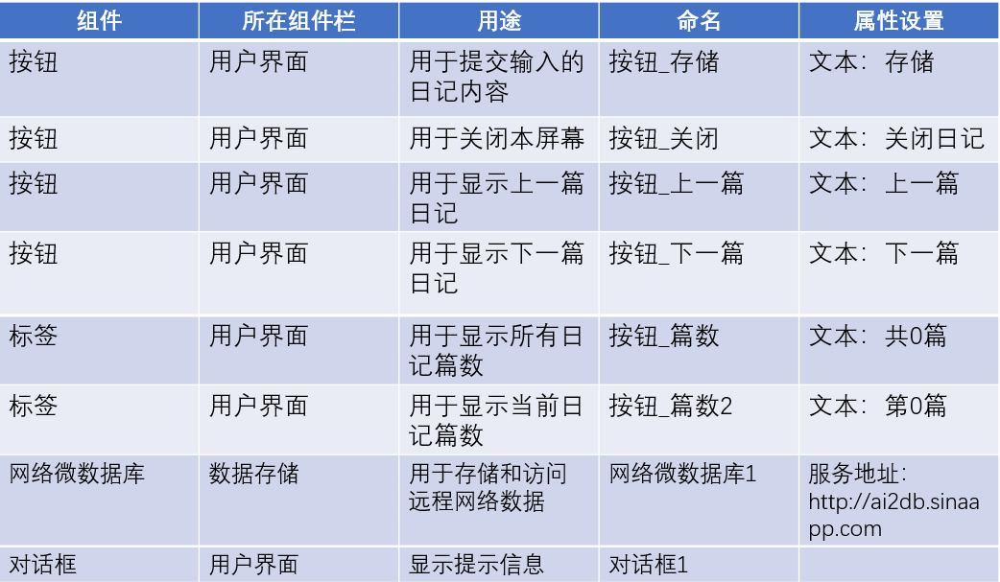 组件 所在组件栏 用途 命名 属性设置
按钮 用户界面 用于提交输入的 按钮_存储 文本：存储
日记内容
按钮 用户界面 用于关闭本屏幕 按钮_关闭 文本：关闭日记
按钮 用户界面 用于显示上一篇 按钮_上一篇 文本：上一篇
日记
按钮 用户界面 用于显示下一篇 按钮_下一篇 文本：下一篇
日记
标签 用户界面 用于显示所有日 按钮_篇数 文本：共0篇
记篇数
标签 用户界面 用于显示当前日 按钮_篇数2 文本：第0篇
记篇数
网络微数据库 数据存储 用于存储和访问 网络微数据库1 服务地址：
远程网络数据 http://ai2db.sinaa
pp.com
对话框 用户界面 显示提示信息 对话框1